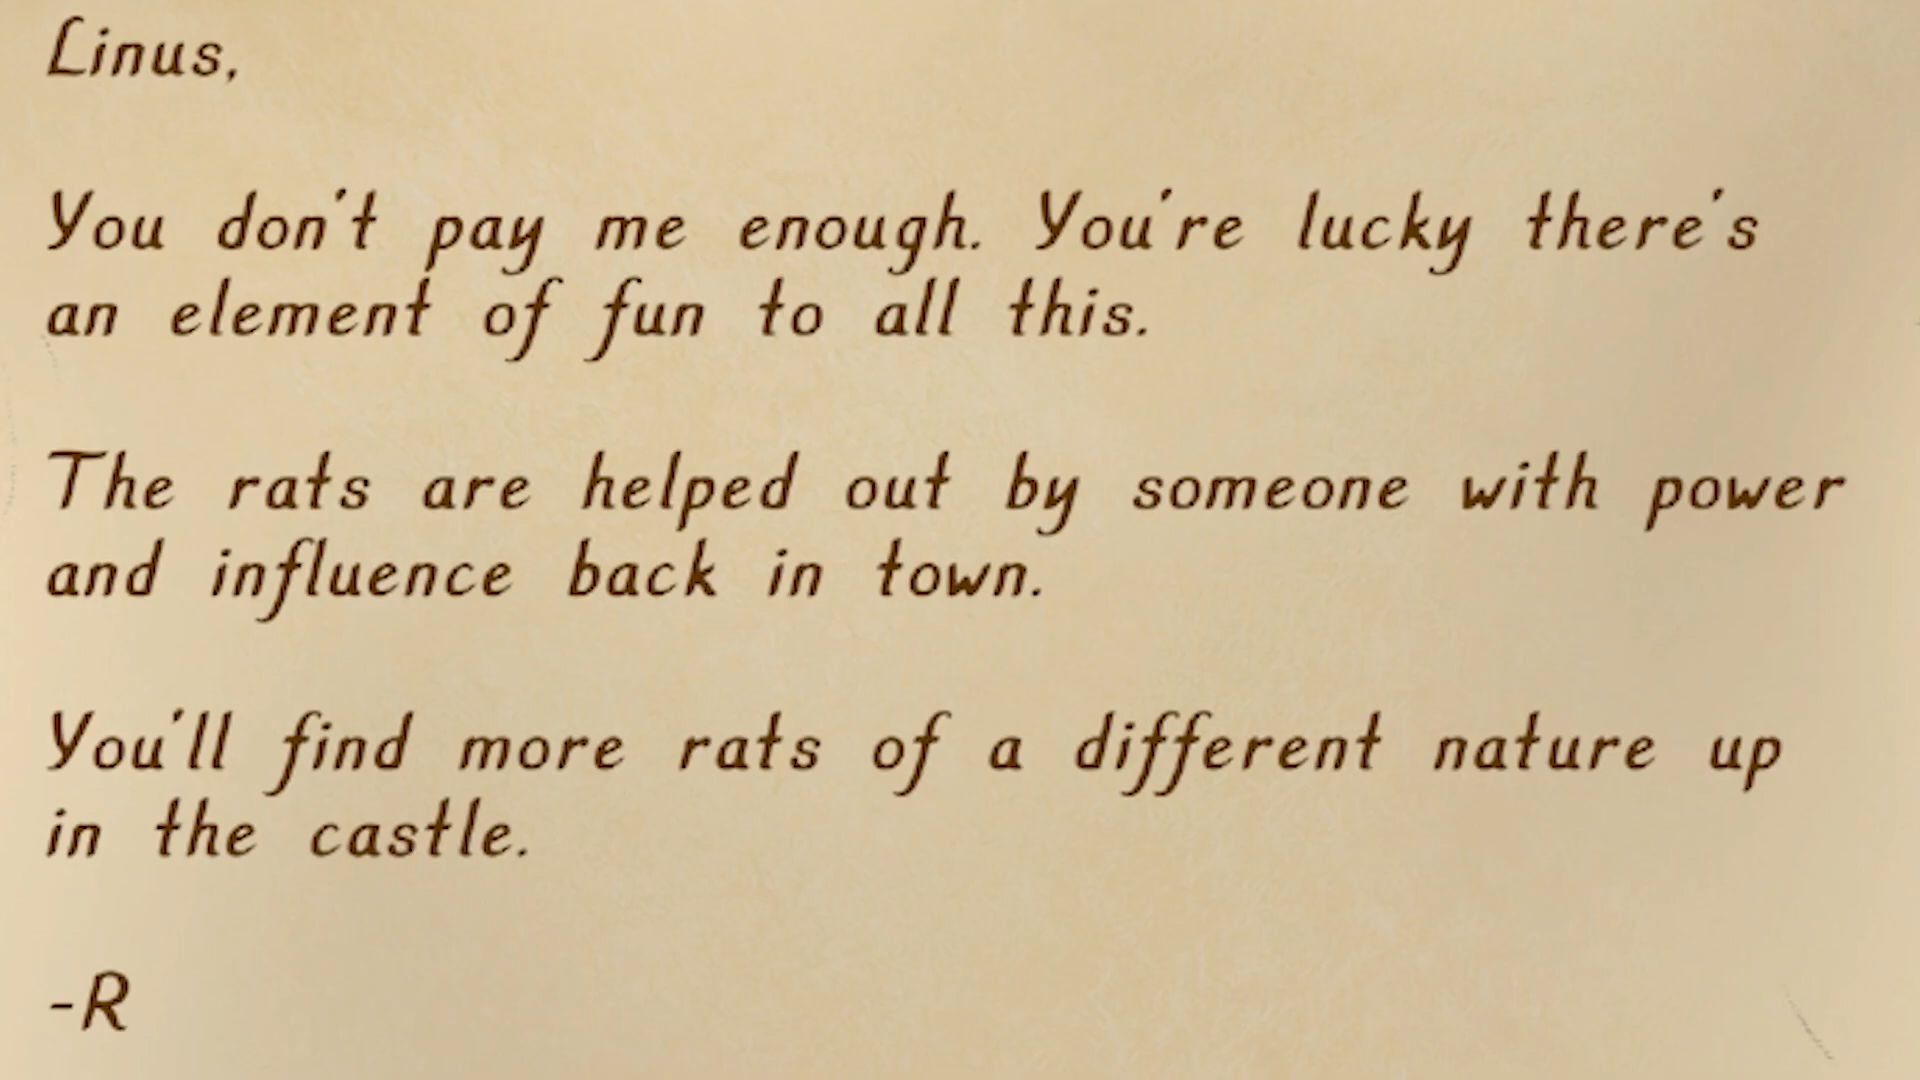 Linus,
You don't pay me enough. You're lucky there's
an element of fun to all this.
The rats are helped out by someone with power
and influence back in town.
You'll find more rats of a different nature up
in the castle.
-R